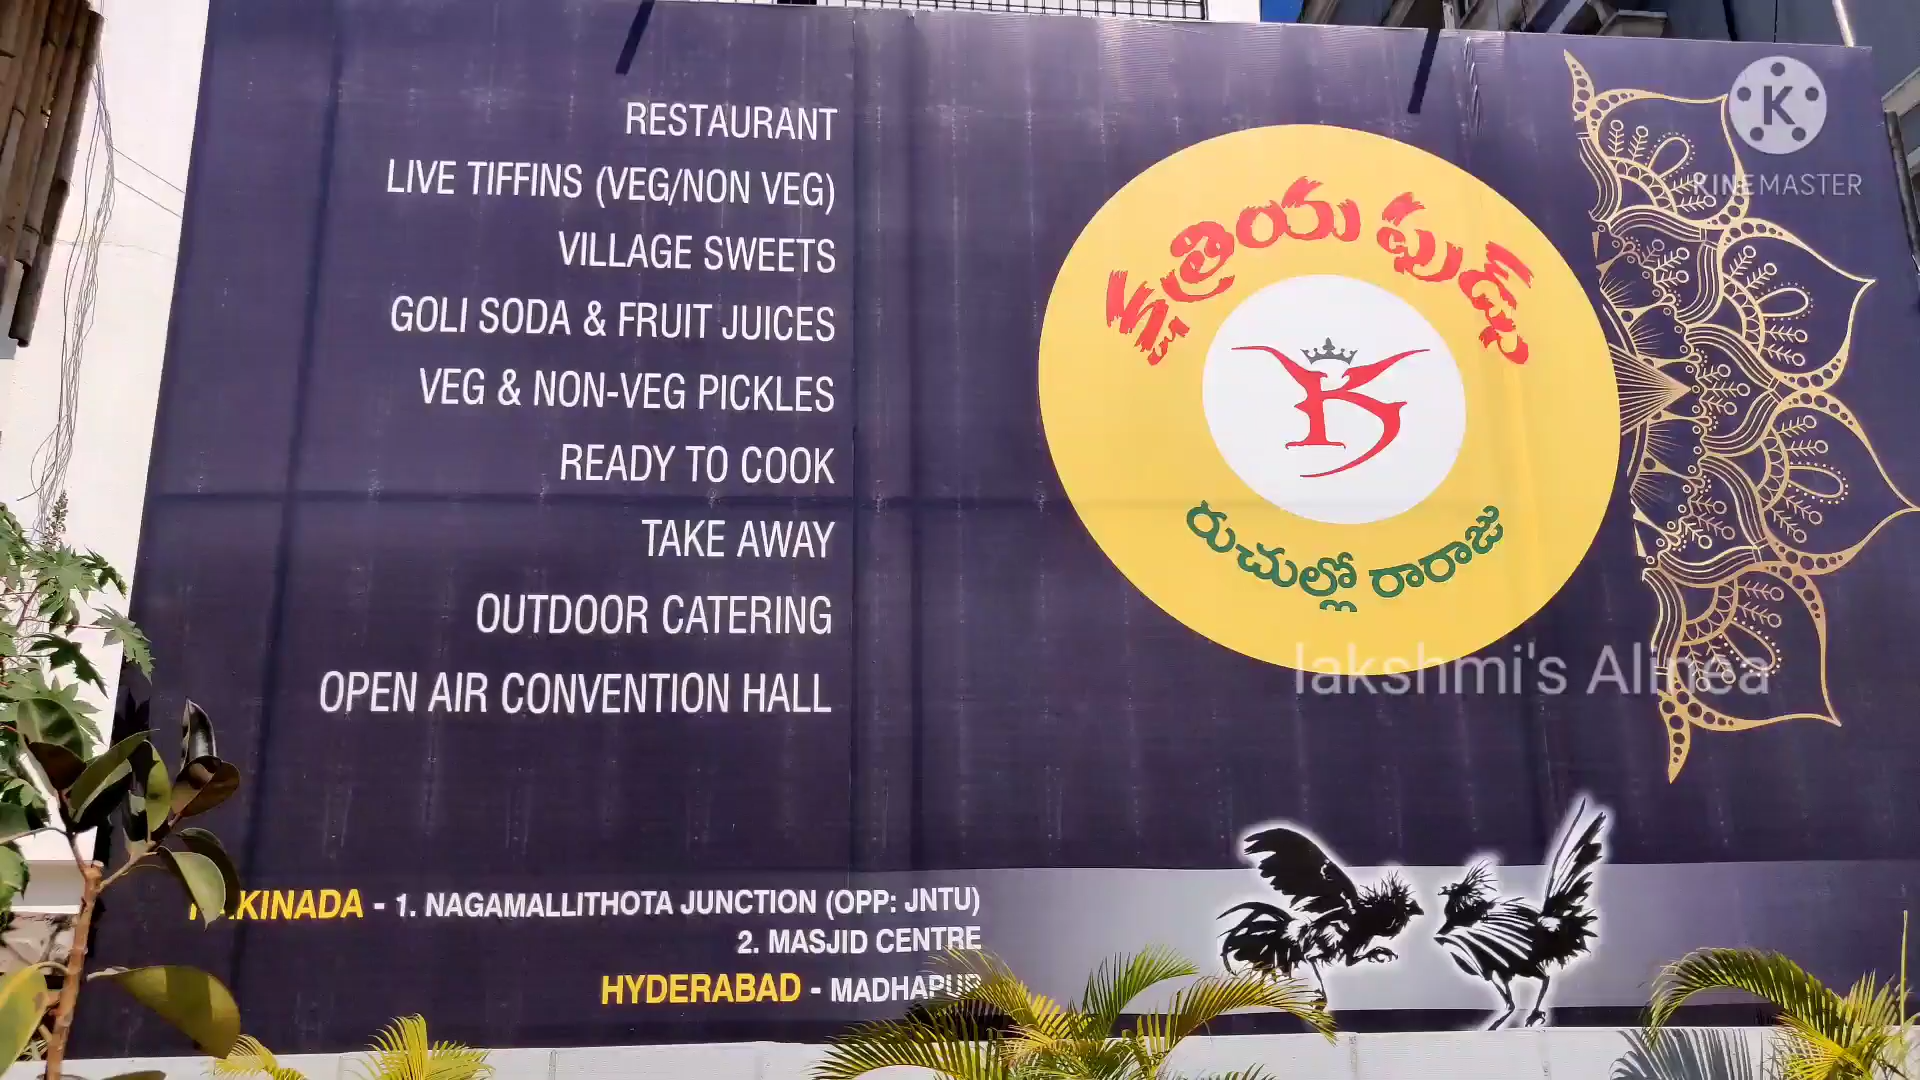 RESTAURANT
LIVE TIFFINS (VEG/NON VEG)
VILLAGE SWEETS
GOLI SODA & FRUIT JUICES
VEG & NON-VEG PICKLES
READY TO COOK
TAKE AWAY
OUTDOOR CATERING
OPEN AIR CONVENTION HALL
క్షత్రియ ఫుడ్స్
K
రుచుల్లో రారాజు
K
KINEMASTER
lakshmi's Alinea
KAKINADA - 1. NAGAMALLITHOTA JUNCTION (OPP: JNTU)
2. MASJID CENTRE
HYDERABAD - MADHAPUR